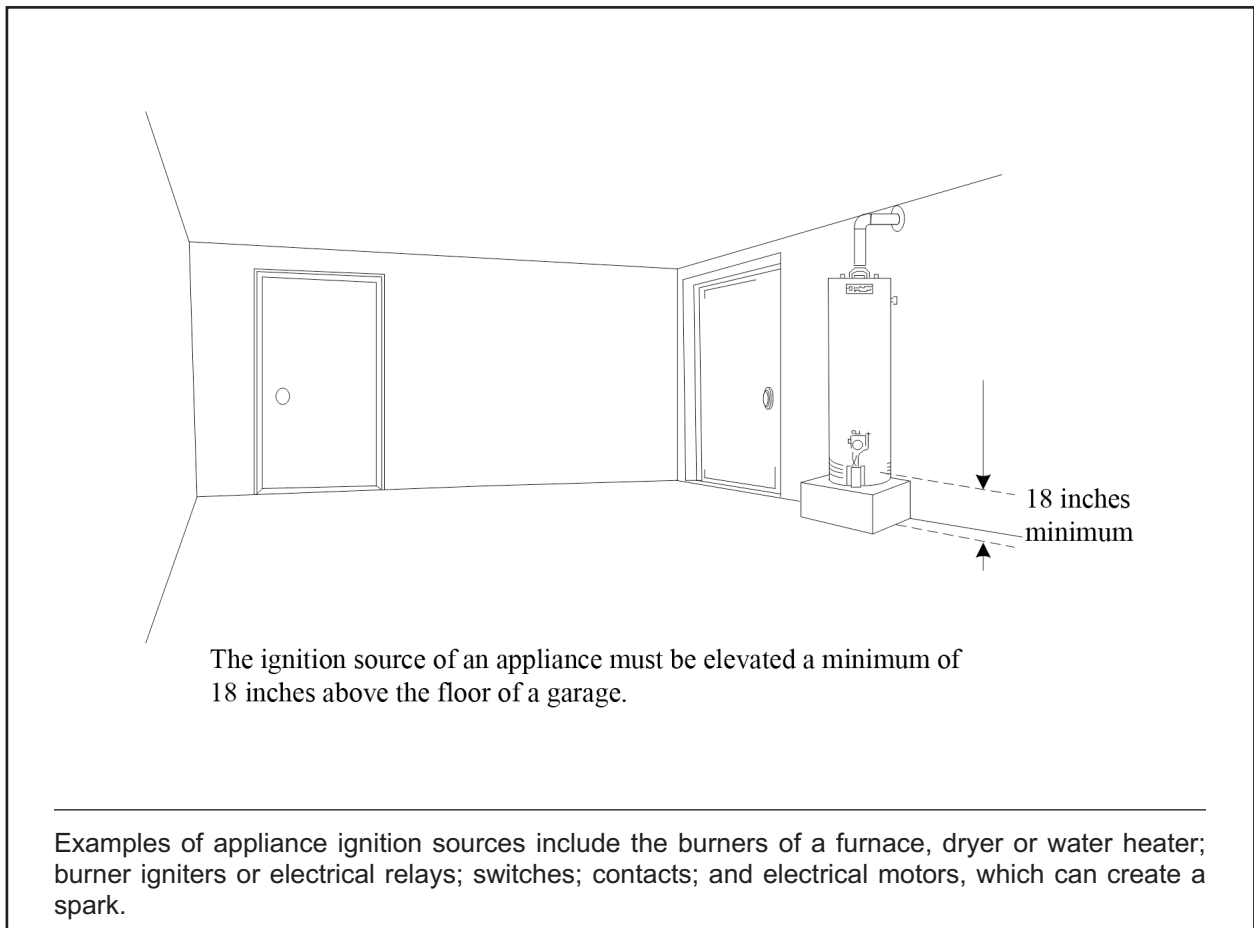 18 inches
minimum
The ignition source of an appliance must be elevated a minimum of
18 inches above the floor of a garage.
Examples of appliance ignition sources include the burners of a furnace, dryer or water heater;
burner igniters or electrical relays; switches; contacts; and electrical motors, which can create a
spark.